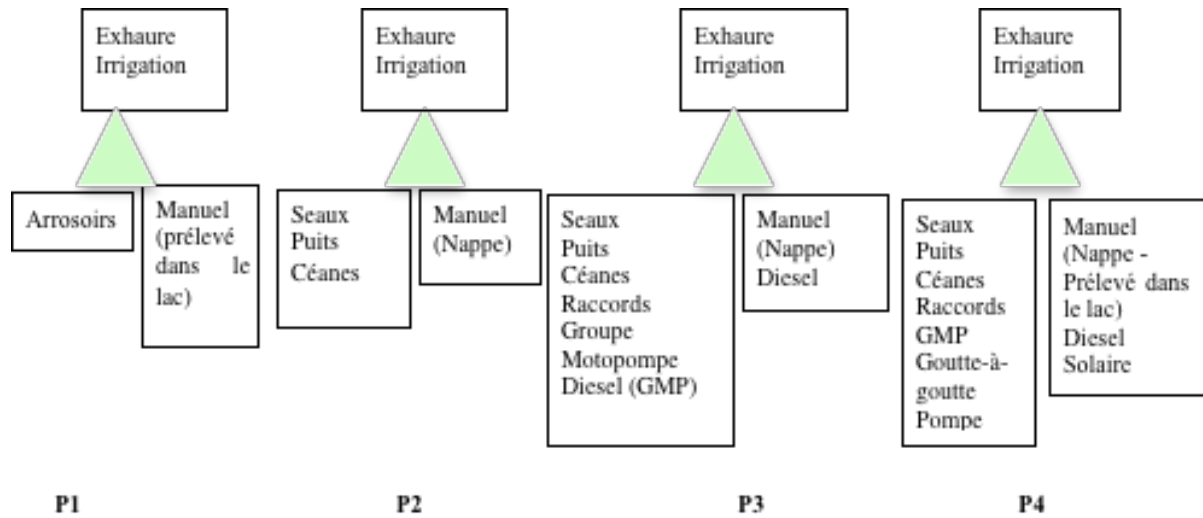 Exhaure
Irrigation
Arrosoirs
Manuel
(prélevé
dans le
lac)
P1
Exhaure
Irrigation
Seaux
Puits
Céanes
Manuel
(Nappe)
P2
Exhaure
Irrigation
Seaux
Puits
Céanes
Raccords
Groupe
Motopompe
Diesel (GMP)
Manuel
(Nappe)
Diesel
P3
Exhaure
Irrigation
Seaux
Puits
Céanes
Raccords
GMP
Goutte-à-
goutte
Pompe
Manuel
(Nappe -
Prélevé dans
le lac)
Diesel
Solaire
P4